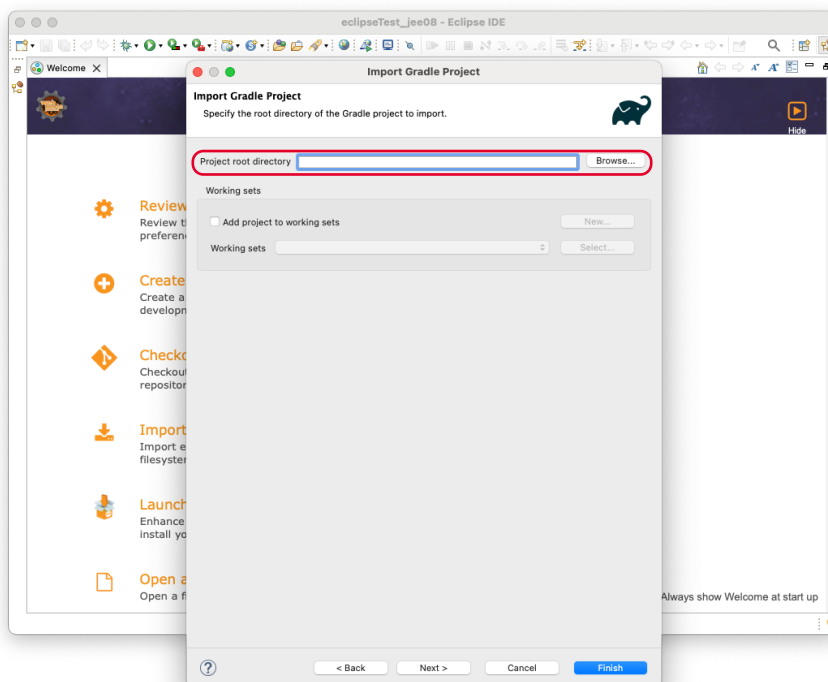 eclipseTest_jee08 - Eclipse IDE
Welcome
Import Gradle Project
Import Gradle Project
Specify the root directory of the Gradle project to import.
Hide
Project root directory
Browse...
Working sets
Add project to working sets
New...
Working sets
Select...
Review
Review t
preferen
Create
Create a
developn
Checko
Checkou
repositor
Import
Import e
filesyster
Launch
Enhance
install yo
Open a
Open a f
Always show Welcome at start up
?
< Back
Next >
Cancel
Finish